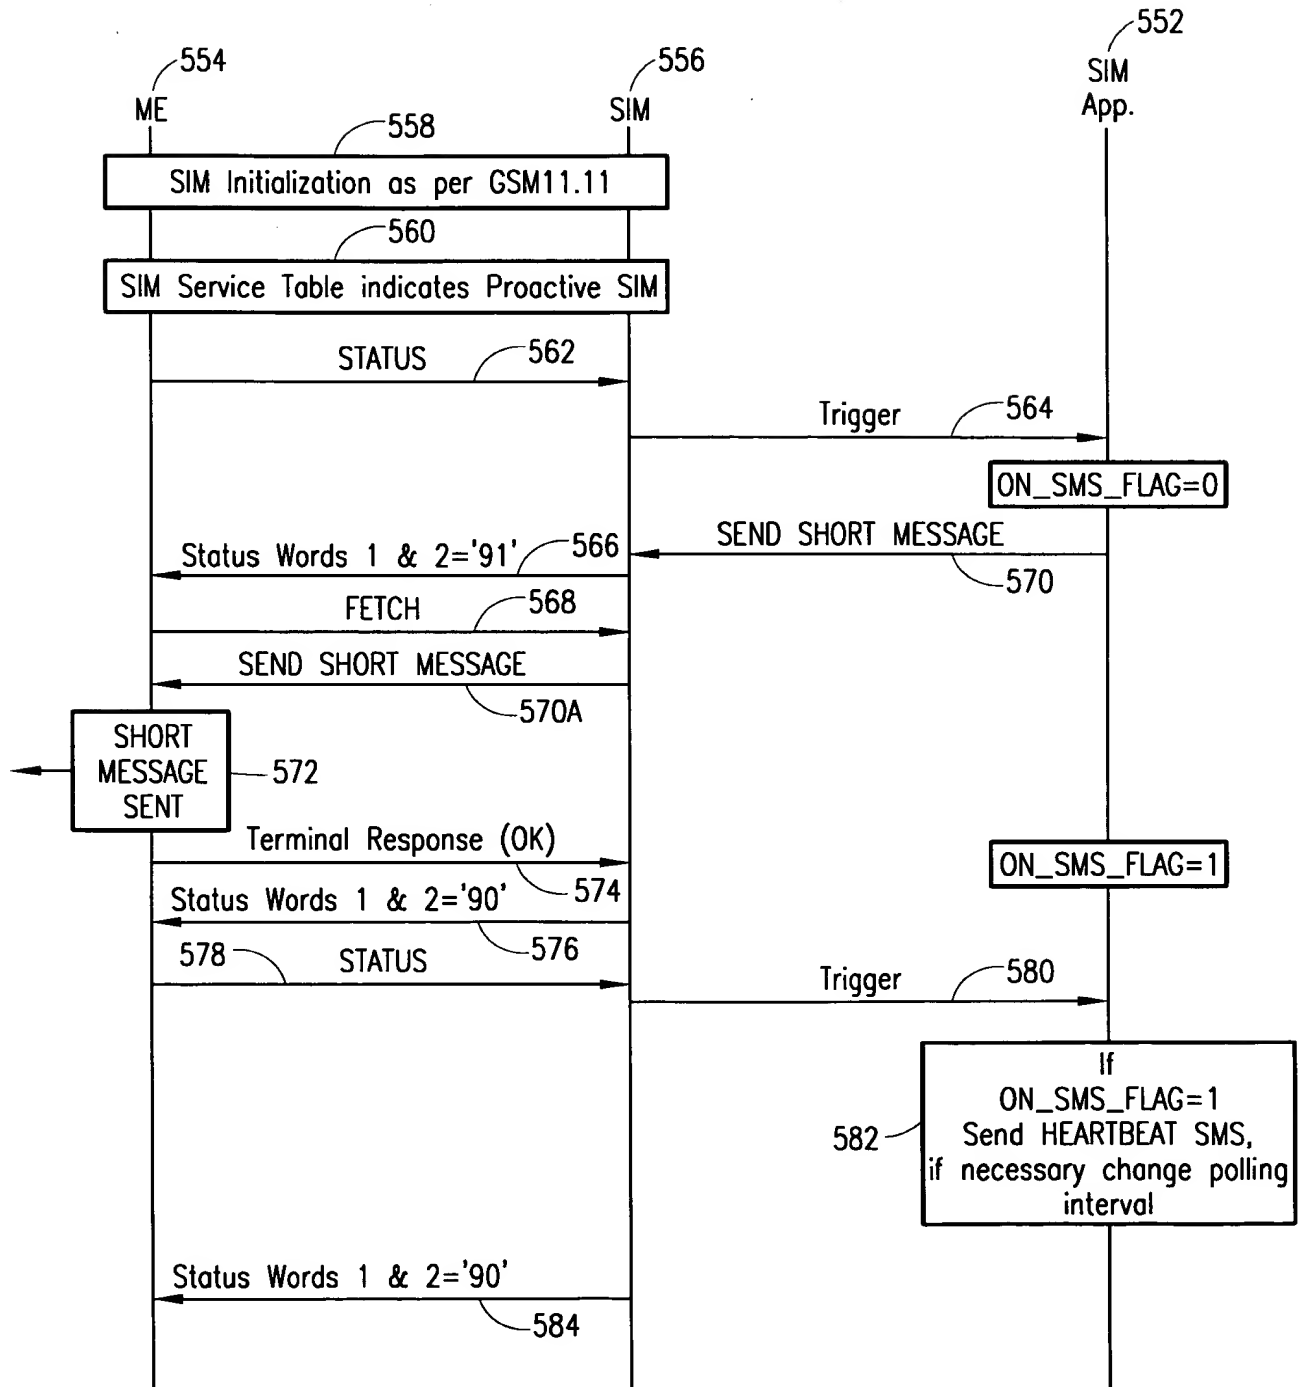 552
554
556
SIM
App.
ME
SIM
558
SIM Initialization as per GSM11.11
560
SIM Service Table indicates Proactive SIM
STATUS
562
Trigger
564
ON_SMS_FLAG=0
SEND SHORT MESSAGE
566
Status Words 1 & 2='91'
570
FETCH
568
SEND SHORT MESSAGE
570A
SHORT
MESSAGE
SENT
572
Terminal Response (OK)
ON_SMS_FLAG=1
574
Status Words 1 & 2='90'
576
578
STATUS
Trigger
580
If
ON_SMS_FLAG=1
Send HEARTBEAT SMS,
if necessary change polling
interval
582
Status Words 1 & 2='90'
584